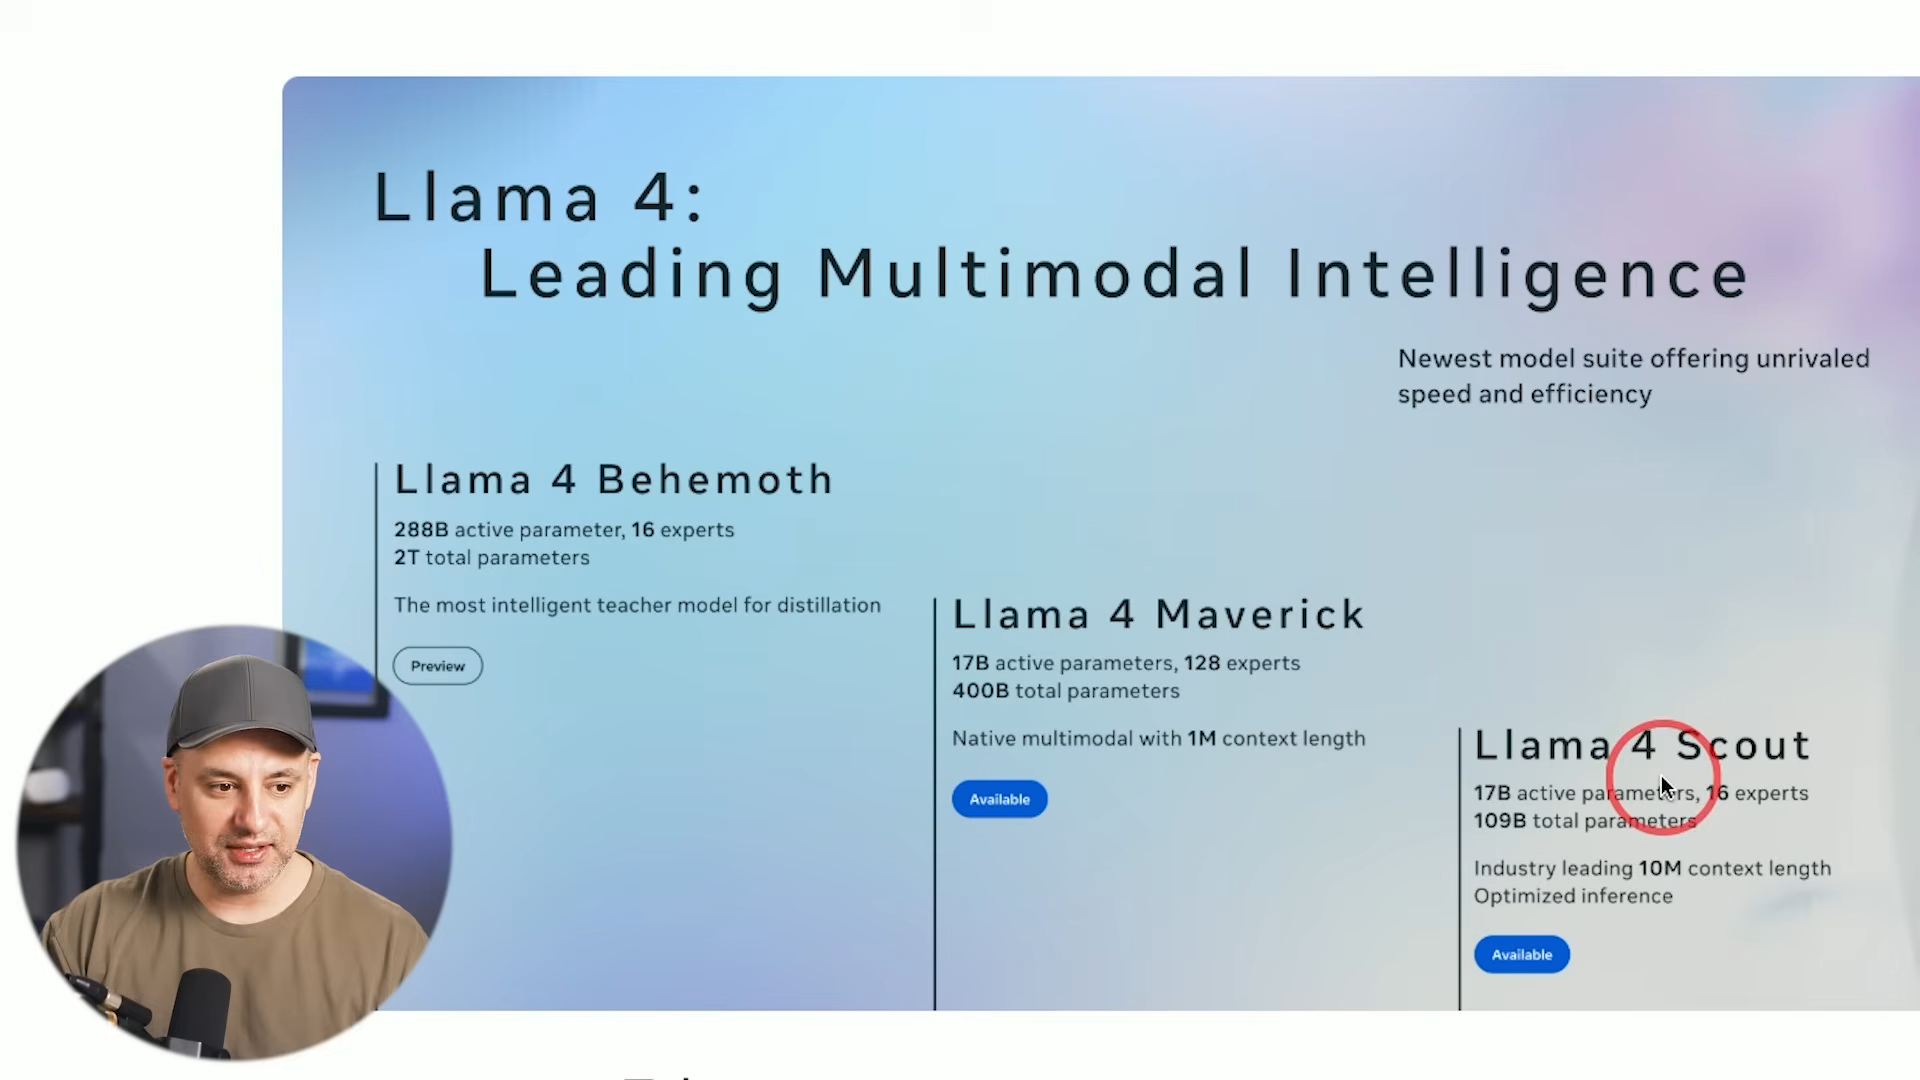 Llama 4:
Leading Multimodal Intelligence
Newest model suite offering unrivaled
speed and efficiency
Llama 4 Behemoth
288B active parameter, 16 experts
2T total parameters
The most intelligent teacher model for distillation
Preview
Llama 4 Maverick
17B active parameters, 128 experts
400B total parameters
Native multimodal with 1M context length
Available
Llama 4 Scout
17B active parameters, 16 experts
109B total parameters
Industry leading 10M context length
Optimized inference
Available